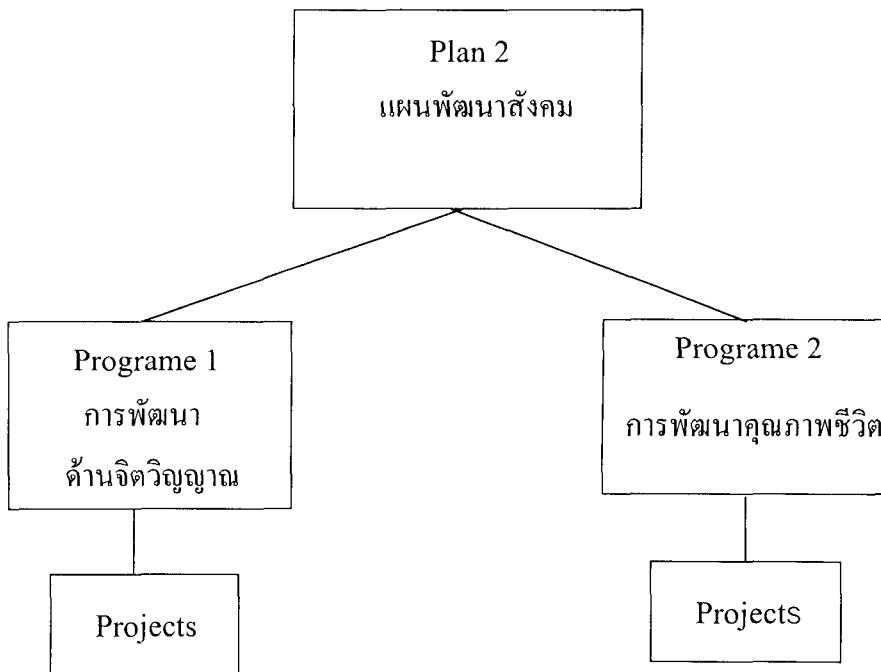 Plan 2
แผนพัฒนาสังคม
Programe 1
การพัฒนา
ด้านจิตวิญญาณ
Programe 2
การพัฒนาคุณภาพชีวิต
Projects
Projects